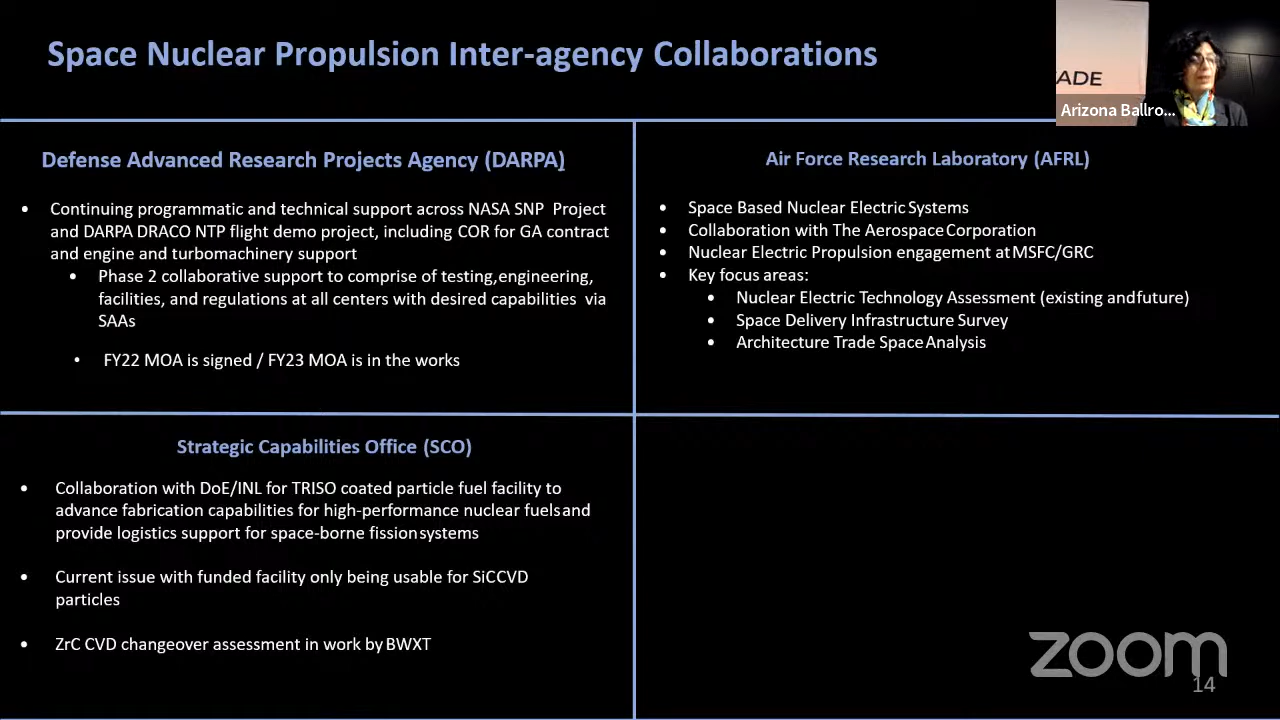 Space Nuclear Propulsion Inter-agency Collaborations
ADE
Arizona Ballro...
Defense Advanced Research Projects Agency (DARPA)
• Continuing programmatic and technical support across NASA SNP Project
and DARPA DRACO NTP flight demo project, including COR for GA contract
and engine and turbomachinery support
• Phase 2 collaborative support to comprise of testing, engineering,
facilities, and regulations at all centers with desired capabilities via
SAAs
• FY22 MOA is signed / FY23 MOA is in the works
Air Force Research Laboratory (AFRL)
• Space Based Nuclear Electric Systems
• Collaboration with The Aerospace Corporation
• Nuclear Electric Propulsion engagement at MSFC/GRC
• Key focus areas:
• Nuclear Electric Technology Assessment (existing and future)
• Space Delivery Infrastructure Survey
• Architecture Trade Space Analysis
Strategic Capabilities Office (SCO)
• Collaboration with DoE/INL for TRISO coated particle fuel facility to
advance fabrication capabilities for high-performance nuclear fuels and
provide logistics support for space-borne fission systems
• Current issue with funded facility only being usable for SiC CVD
particles
• ZrC CVD changeover assessment in work by BWXT
zoom
14